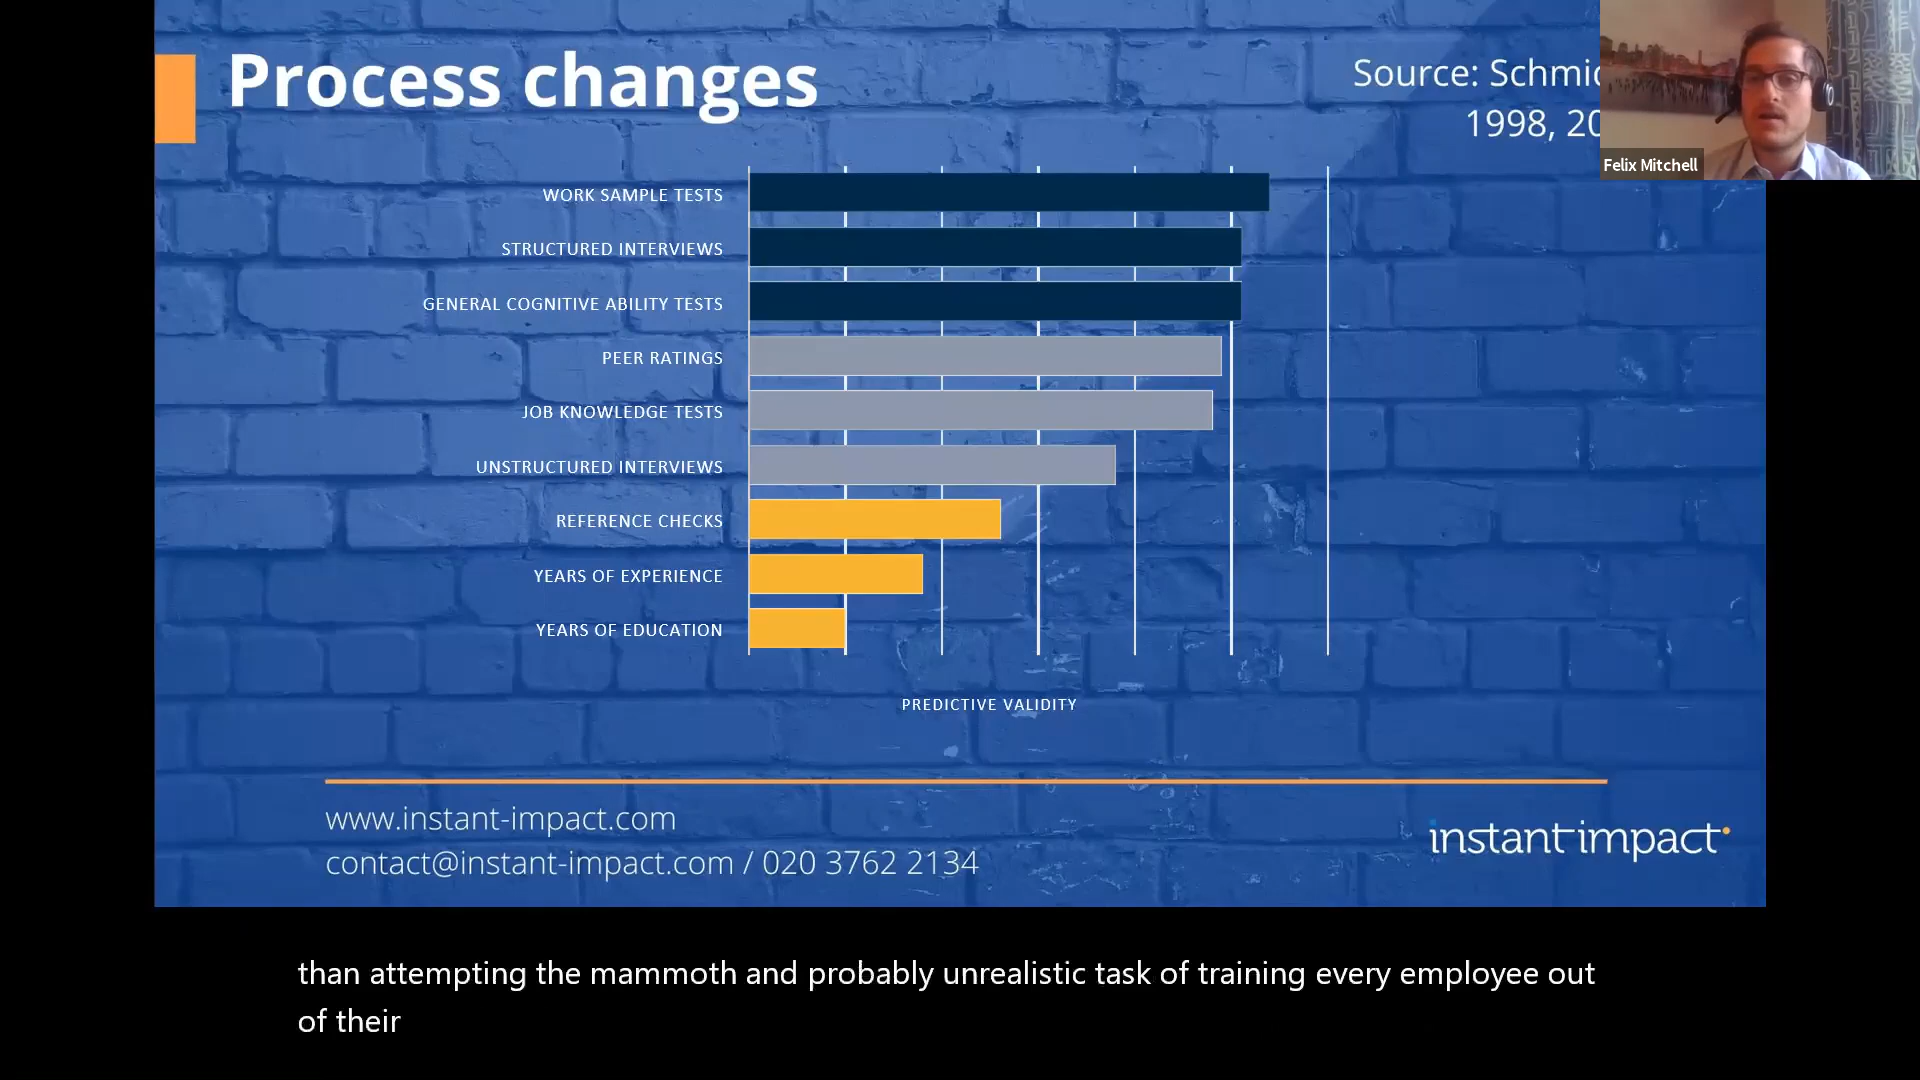 Process changes
Source:
1998,
Felix Mitchell
WORK SAMPLE TESTS
STRUCTURED INTERVIEWS
GENERAL COGNITIVE ABILITY TESTS
PEER RATINGS
JOB KNOWLEDGE TESTS
UNSTRUCTURED INTERVIEWS
REFERENCE CHECKS
YEARS OF EXPERIENCE
YEARS OF EDUCATION
PREDICTIVE VALIDITY
www.instant-impact.com
contact@instant-impact.com / 020 3762 2134
instant impact
than attempting the mammoth and probably unrealistic task of training every employee out
of their